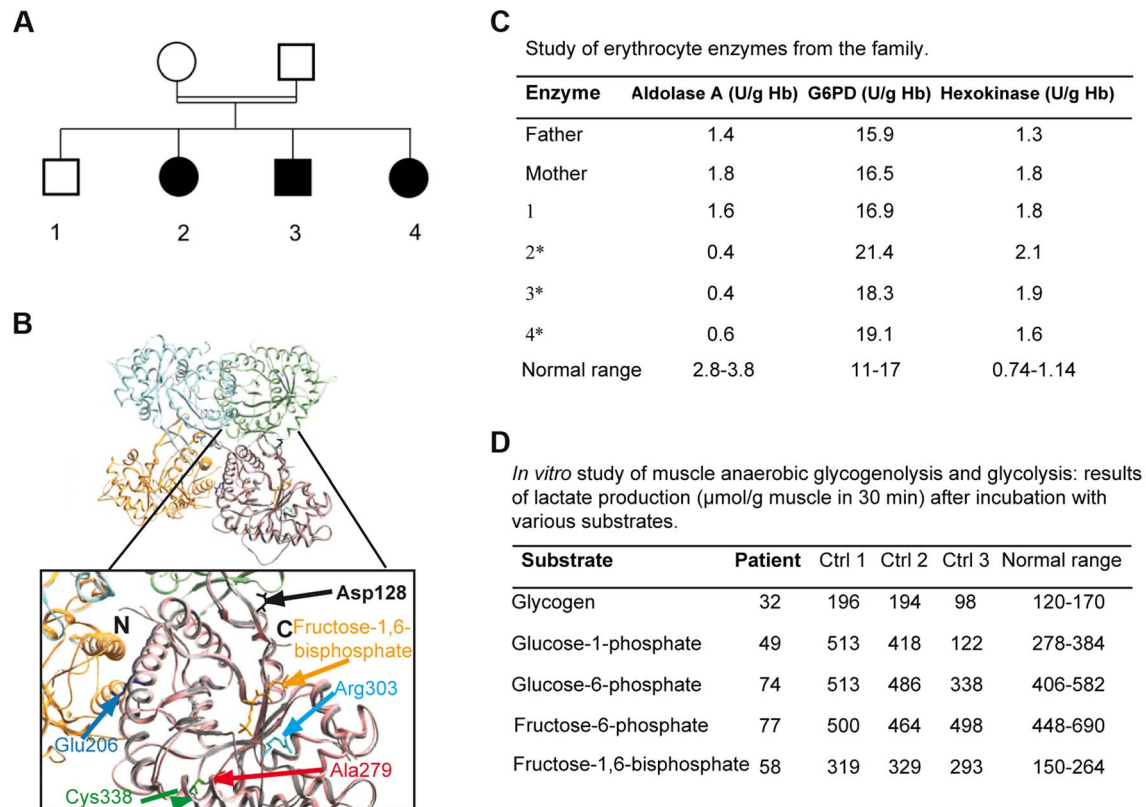 A
1 2 3 4
B
Asp128
N
C
Fructose-1,6-
bisphosphate
Arg303
Glu206
Ala279
Cys338
C
Study of erythrocyte enzymes from the family.
Enzyme Aldolase A (U/g Hb) G6PD (U/g Hb) Hexokinase (U/g Hb)
Father 1.4 15.9 1.3
Mother 1.8 16.5 1.8
1 1.6 16.9 1.8
2* 0.4 21.4 2.1
3* 0.4 18.3 1.9
4* 0.6 19.1 1.6
Normal range 2.8-3.8 11-17 0.74-1.14
D
In vitro study of muscle anaerobic glycogenolysis and glycolysis: results
of lactate production (µmol/g muscle in 30 min) after incubation with
various substrates.
Substrate Patient Ctrl 1 Ctrl 2 Ctrl 3 Normal range
Glycogen 32 196 194 98 120-170
Glucose-1-phosphate 49 513 418 122 278-384
Glucose-6-phosphate 74 513 486 338 406-582
Fructose-6-phosphate 77 500 464 498 448-690
Fructose-1,6-bisphosphate 58 319 329 293 150-264